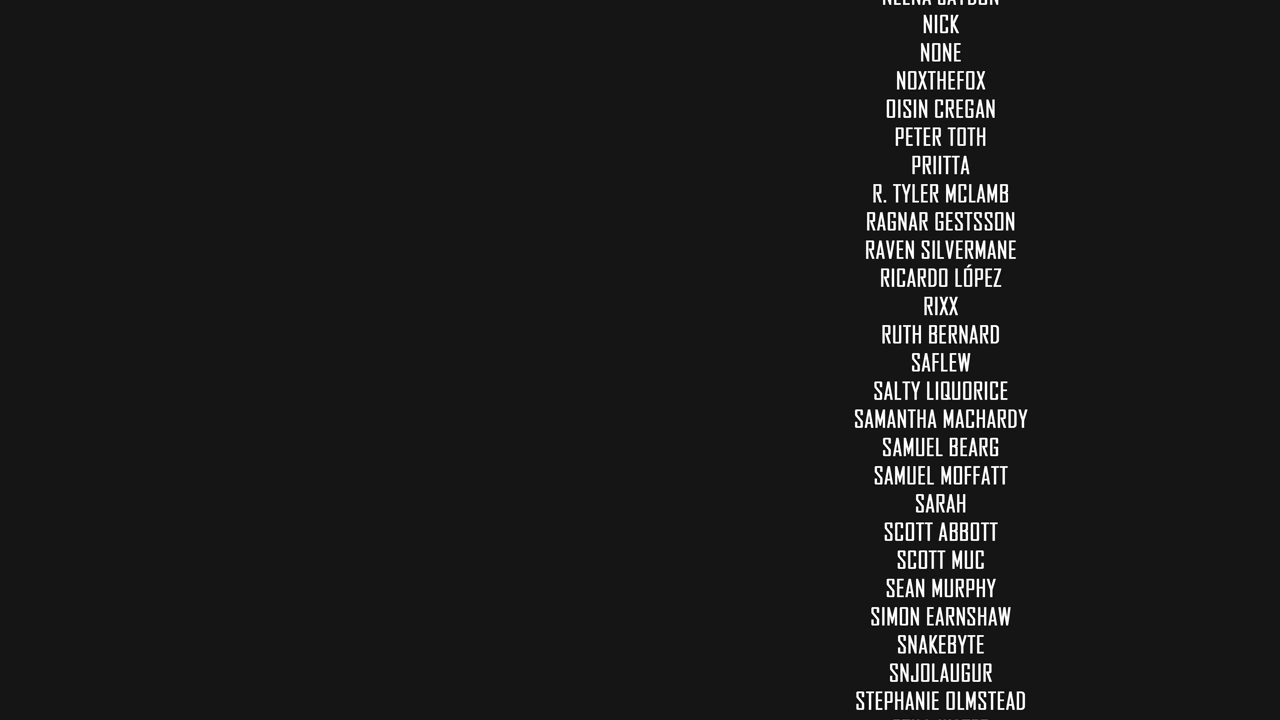 NICK
NONE
NOXTHEFOX
OISIN CREGAN
PETER TOTH
PRIITTA
R. TYLER MCLAMB
RAGNAR GESTSSON
RAVEN SILVERMANE
RICARDO LÓPEZ
RIXX
RUTH BERNARD
SAFLEW
SALTY LIQUORICE
SAMANTHA MACHARDY
SAMUEL BEARG
SAMUEL MOFFATT
SARAH
SCOTT ABBOTT
SCOTT MUC
SEAN MURPHY
SIMON EARNSHAW
SNAKEBYTE
SNJOLAUGUR
STEPHANIE OLMSTEAD